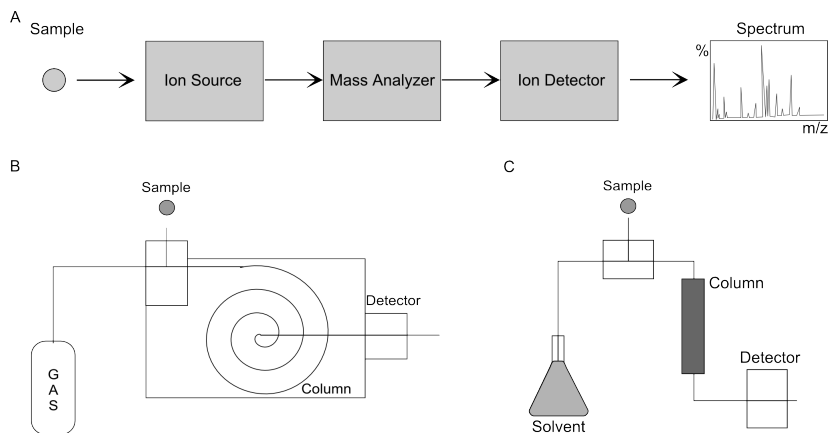 A
Sample
Ion Source
Mass Analyzer
Ion Detector
Spectrum
%
m/z
B
Sample
Detector
Column
G
A
S
C
Sample
Column
Detector
Solvent